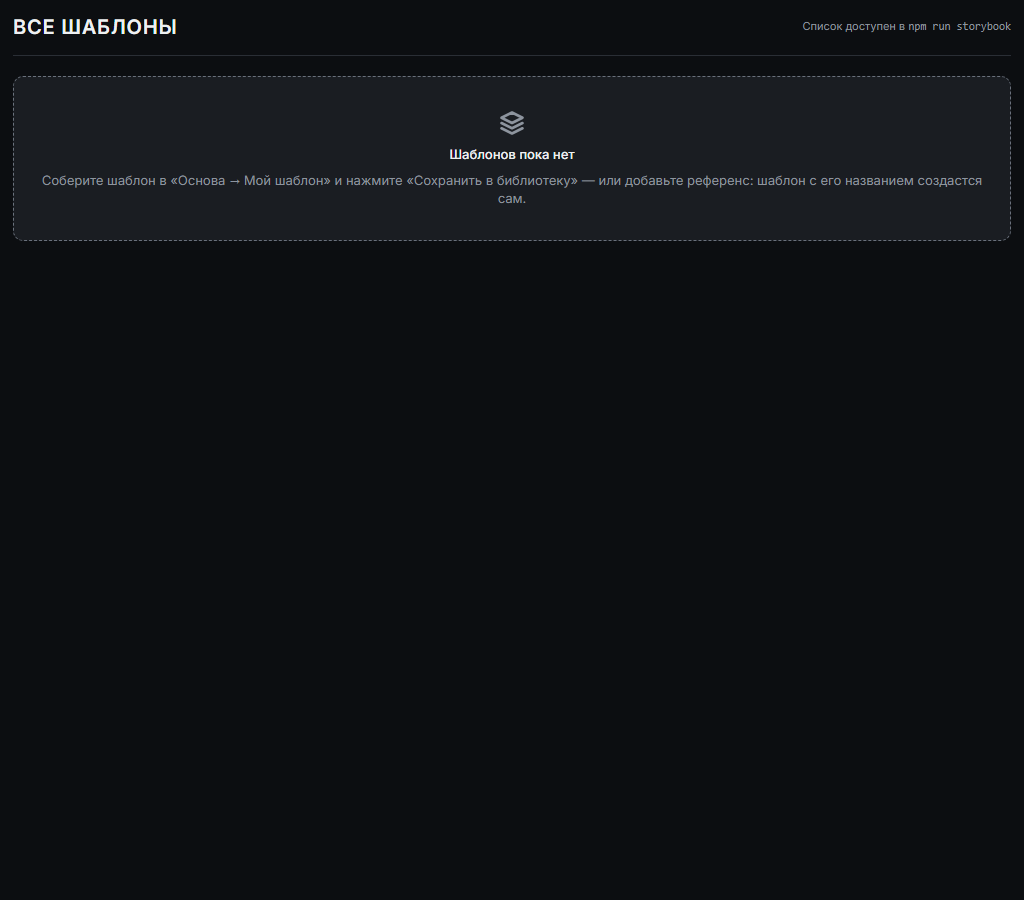 ВСЕ ШАБЛОНЫ
Список доступен в npm run storybook
Шаблонов пока нет
Соберите шаблон в «Основа → Мой шаблон» и нажмите «Сохранить в библиотеку» — или добавьте референс: шаблон с его названием создастся
сам.